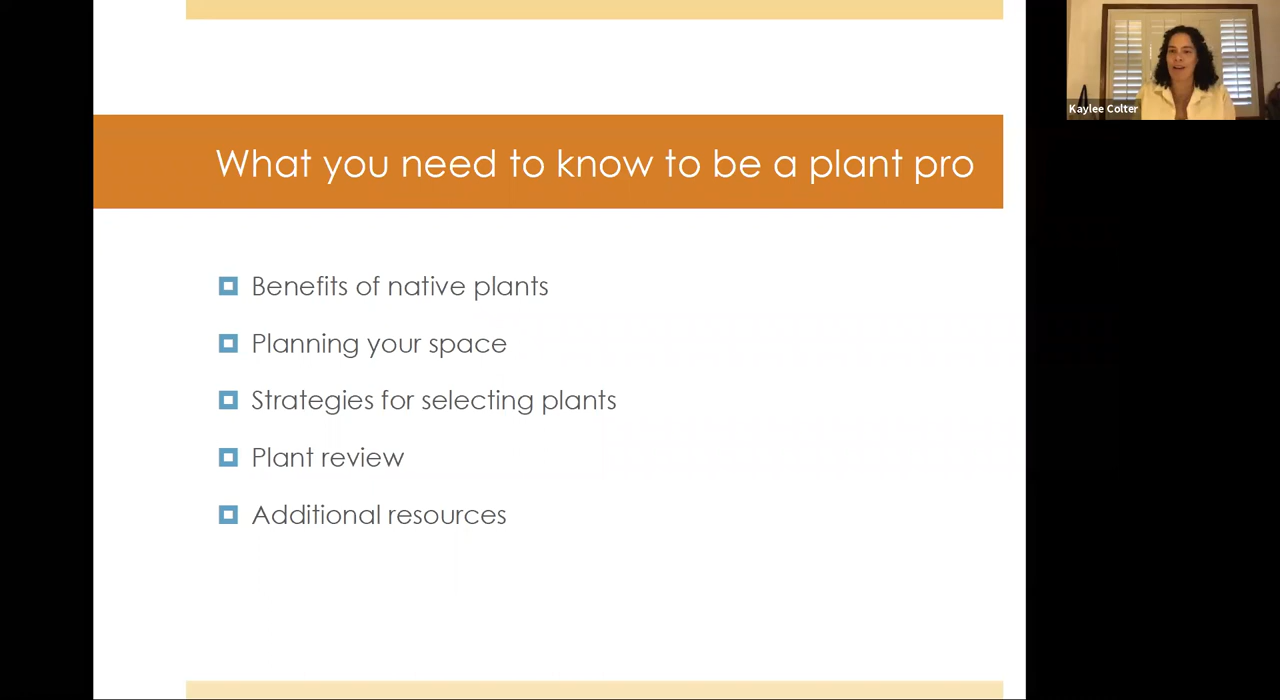 What you need to know to be a plant pro
Benefits of native plants
Planning your space
Strategies for selecting plants
Plant review
Additional resources
Kaylee Colter